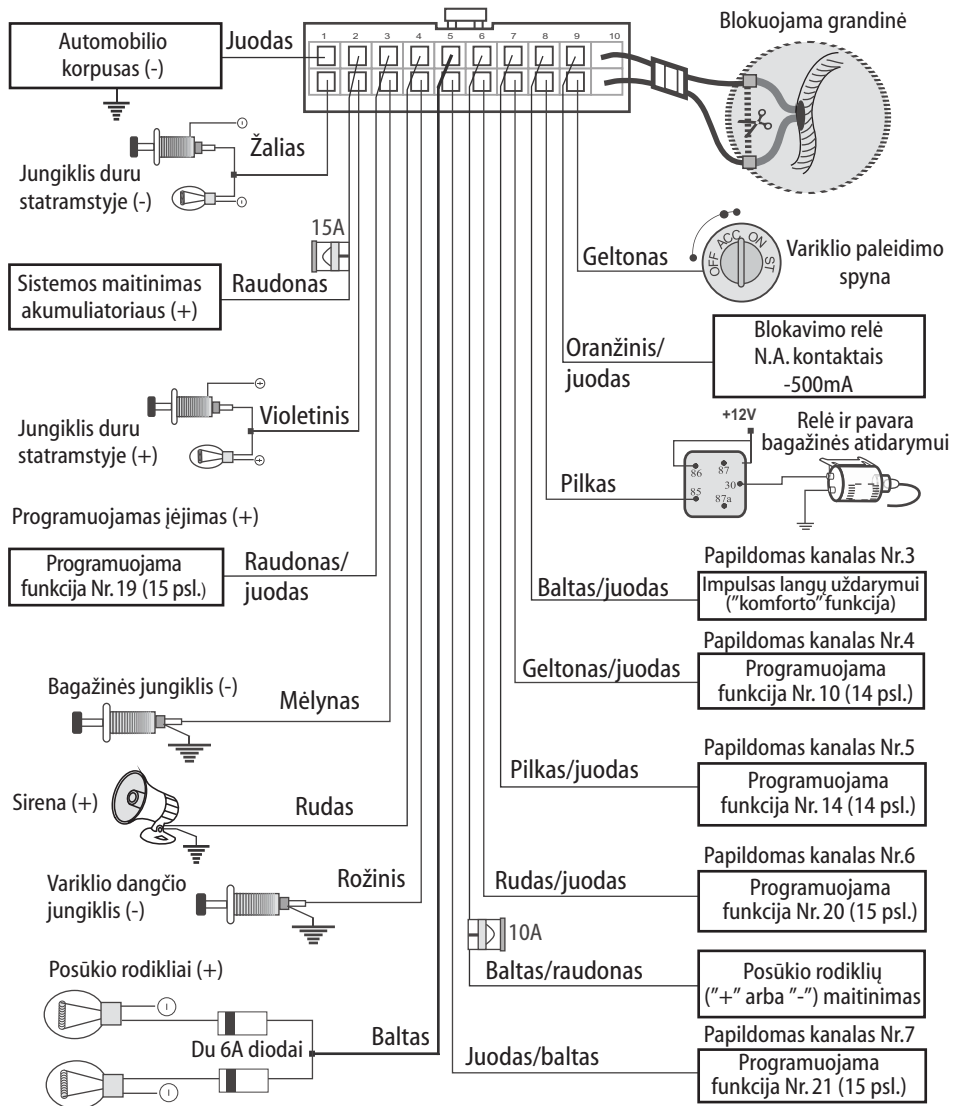 1 2 3 4 5 6 7 8 9 10
Blokuojama grandinė
Automobilio
korpusas (-)
Juodas
Žalias
Jungiklis duru
statramstyje (-)
15A
Sistemos maitinimas
akumuliatoriaus (+)
Raudonas
Geltonas
OFF ACC ON ST
Variklio paleidimo
spyna
Oranžinis/
juodas
Blokavimo relė
N.A. kontaktais
-500mA
Jungiklis duru
statramstyje (+)
Violetinis
+12V
Relė ir pavara
bagažinės atidarymui
86 87
30
85 87a
Pilkas
Programuojamas įėjimas (+)
Programuojama
funkcija Nr. 19 (15 psl.)
Raudonas/
juodas
Papildomas kanalas Nr.3
Baltas/juodas
Impulsas langų uždarymui
("komforto" funkcija)
Papildomas kanalas Nr.4
Geltonas/juodas
Programuojama
funkcija Nr. 10 (14 psl.)
Bagažinės jungiklis (-)
Mėlynas
Papildomas kanalas Nr.5
Pilkas/juodas
Programuojama
funkcija Nr. 14 (14 psl.)
Sirena (+)
Rudas
Papildomas kanalas Nr.6
Rudas/juodas
Programuojama
funkcija Nr. 20 (15 psl.)
Variklio dangčio
jungiklis (-)
Rožinis
10A
Baltas/raudonas
Posūkio rodiklių
("+" arba "-") maitinimas
Posūkio rodikliai (+)
Du 6A diodai
Baltas
Papildomas kanalas Nr.7
Juodas/baltas
Programuojama
funkcija Nr. 21 (15 psl.)